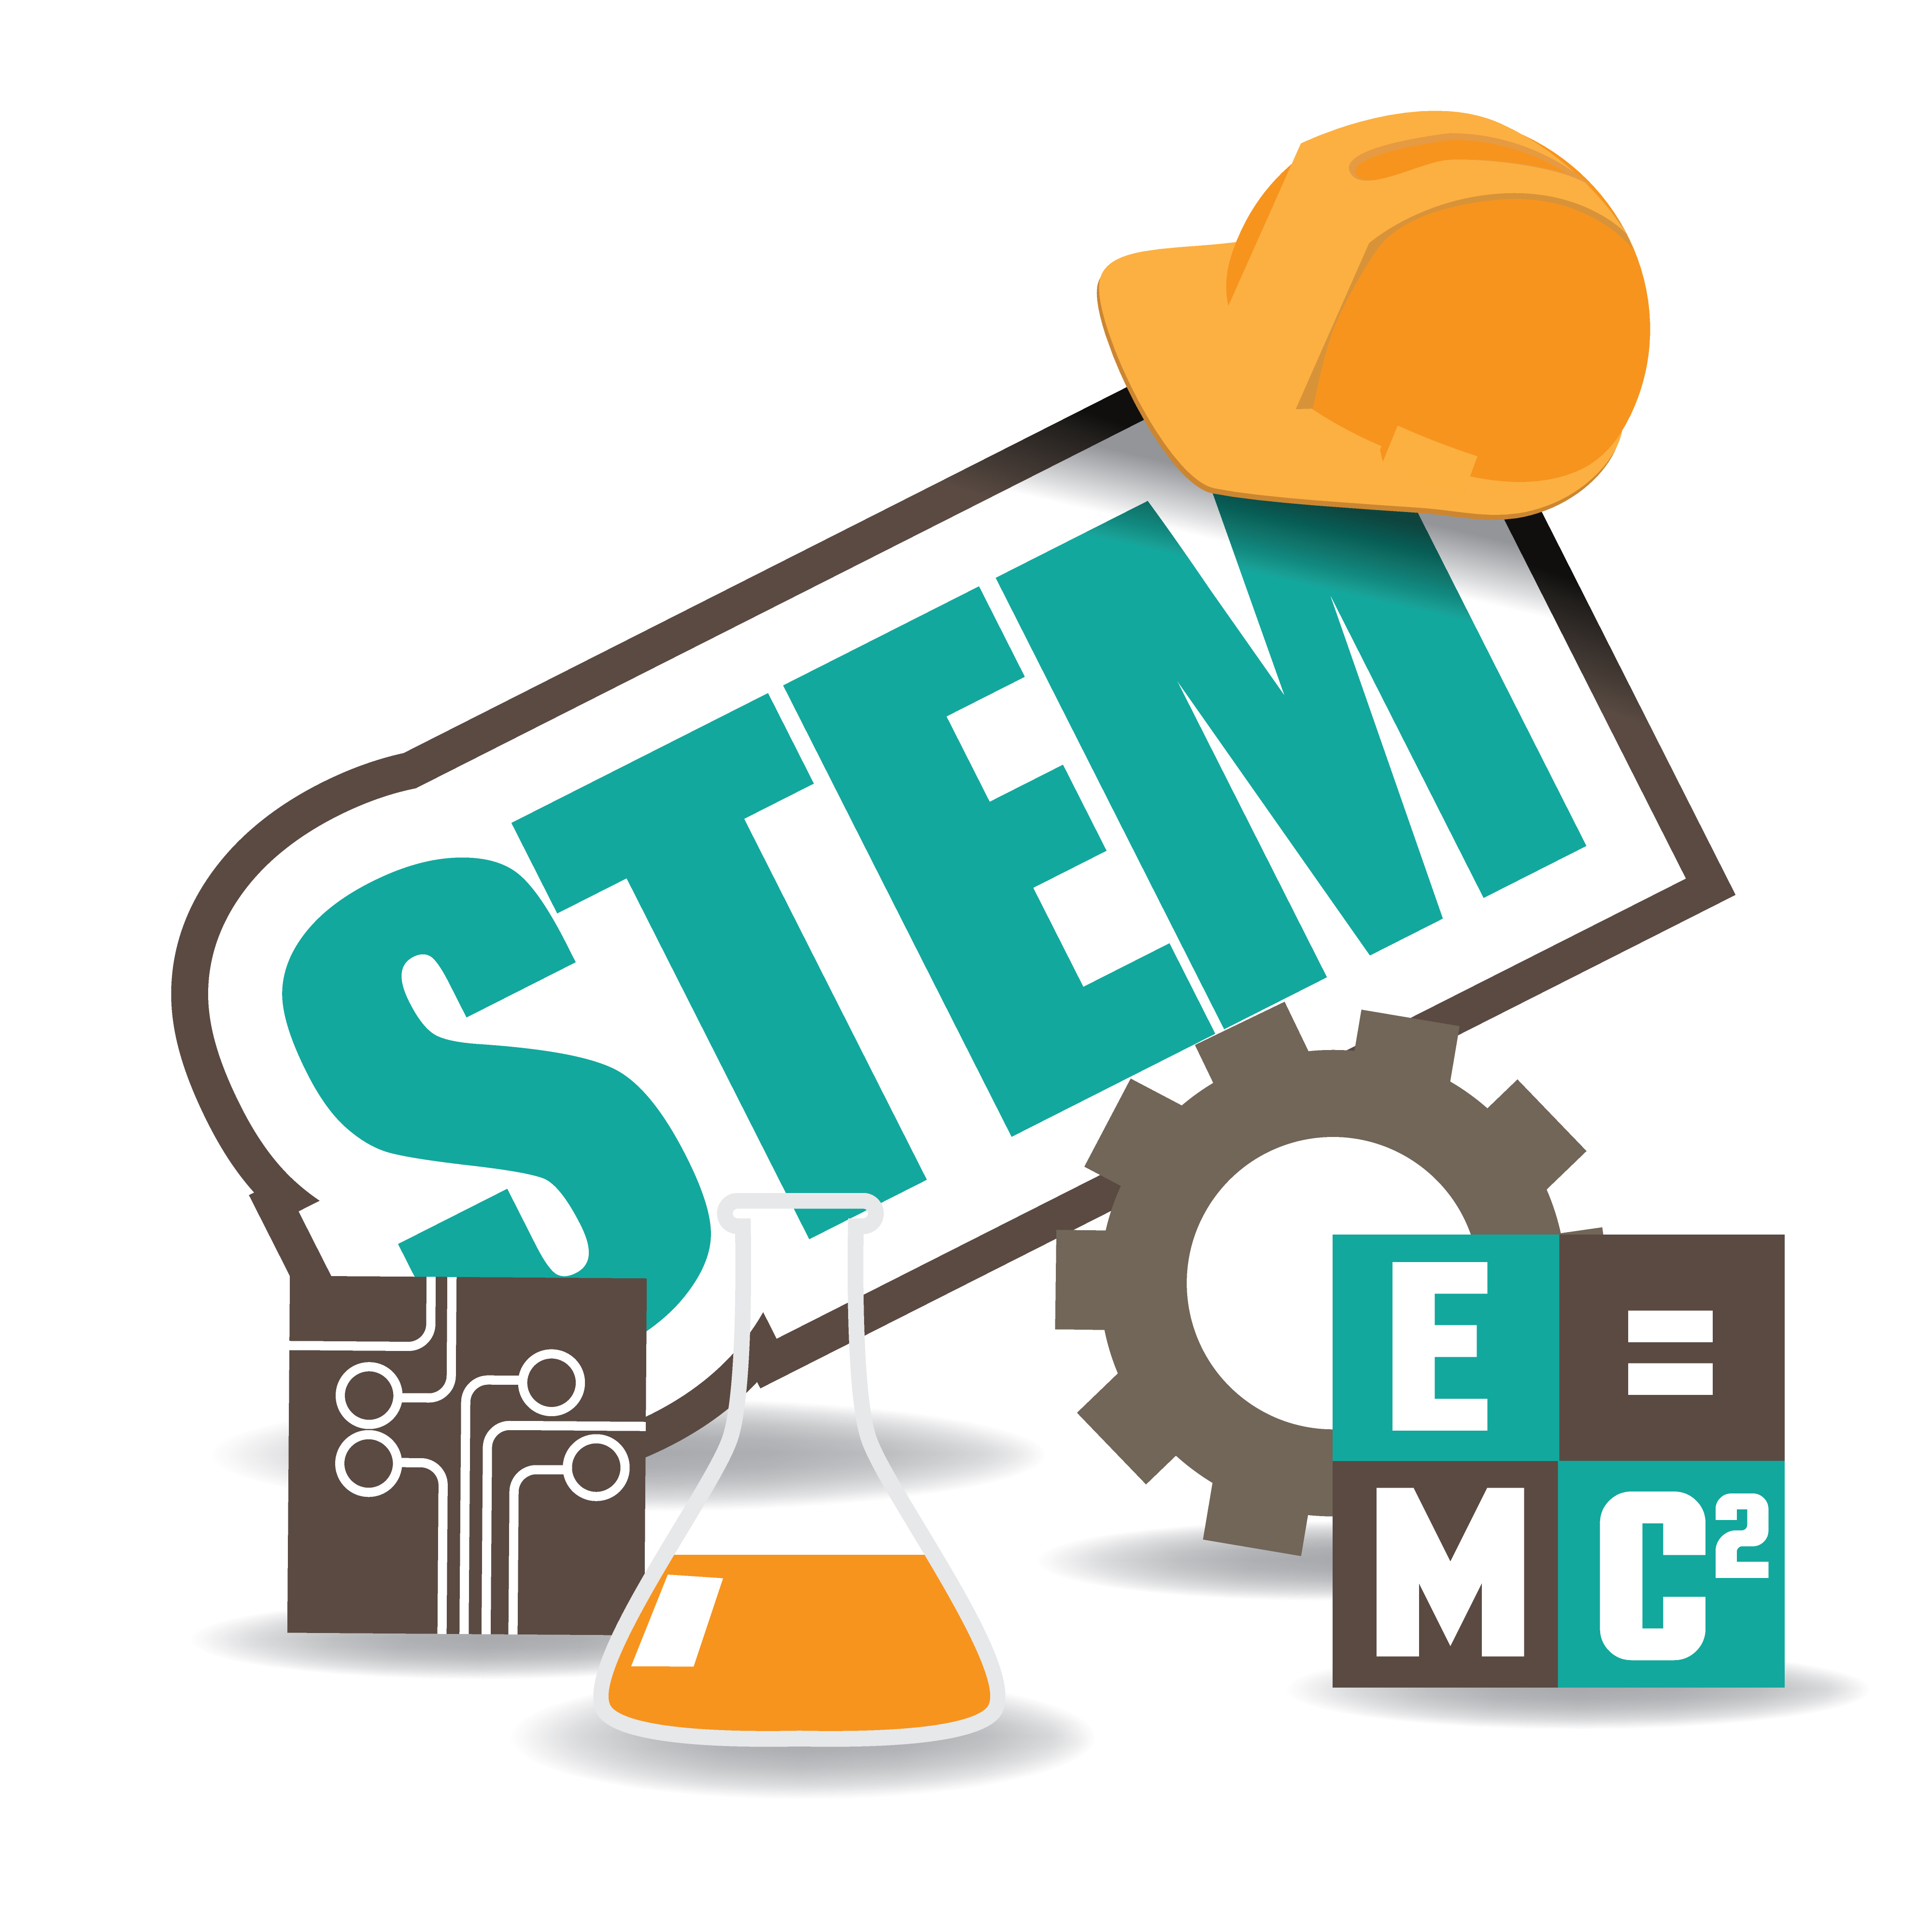 STEM
E=
MC²